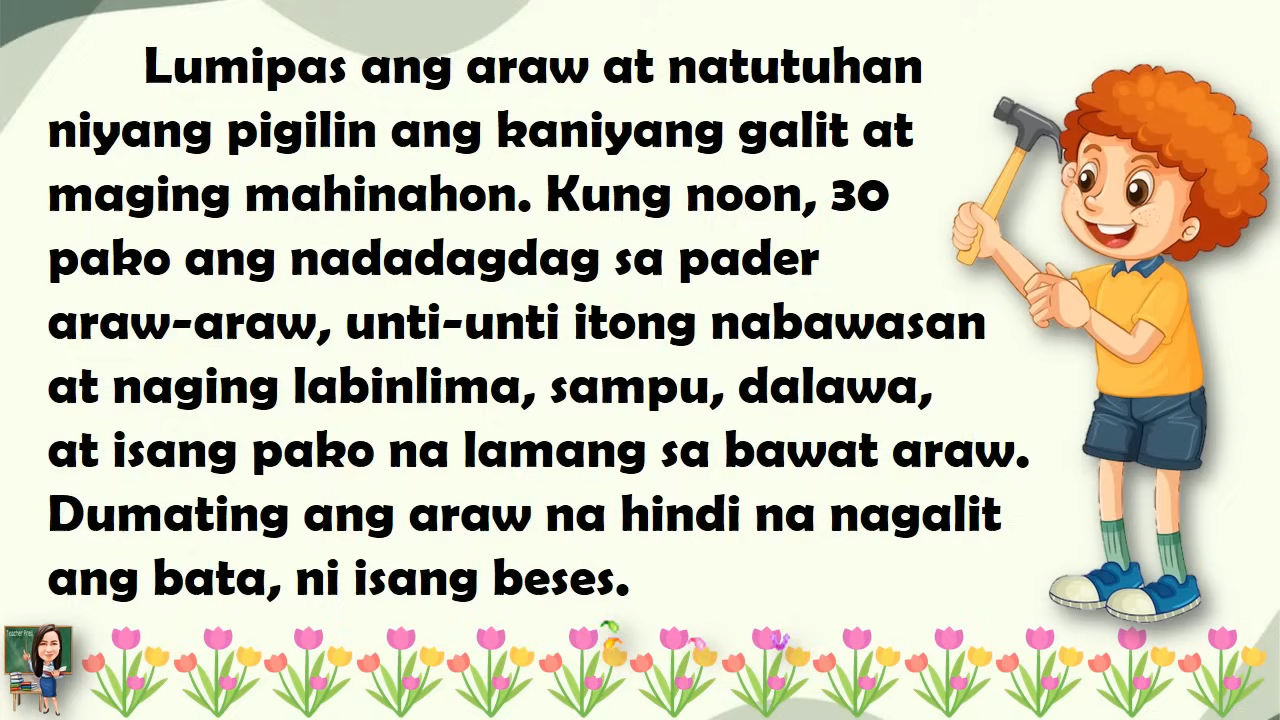 Lumipas ang araw at natutuhan
niyang pigilin ang kaniyang galit at
maging mahinahon. Kung noon, 30
pako ang nadadagdag sa pader
araw-araw, unti-unti itong nabawasan
at naging labinlima, sampu, dalawa,
at isang pako na lamang sa bawat araw.
Dumating ang araw na hindi na nagalit
ang bata, ni isang beses.